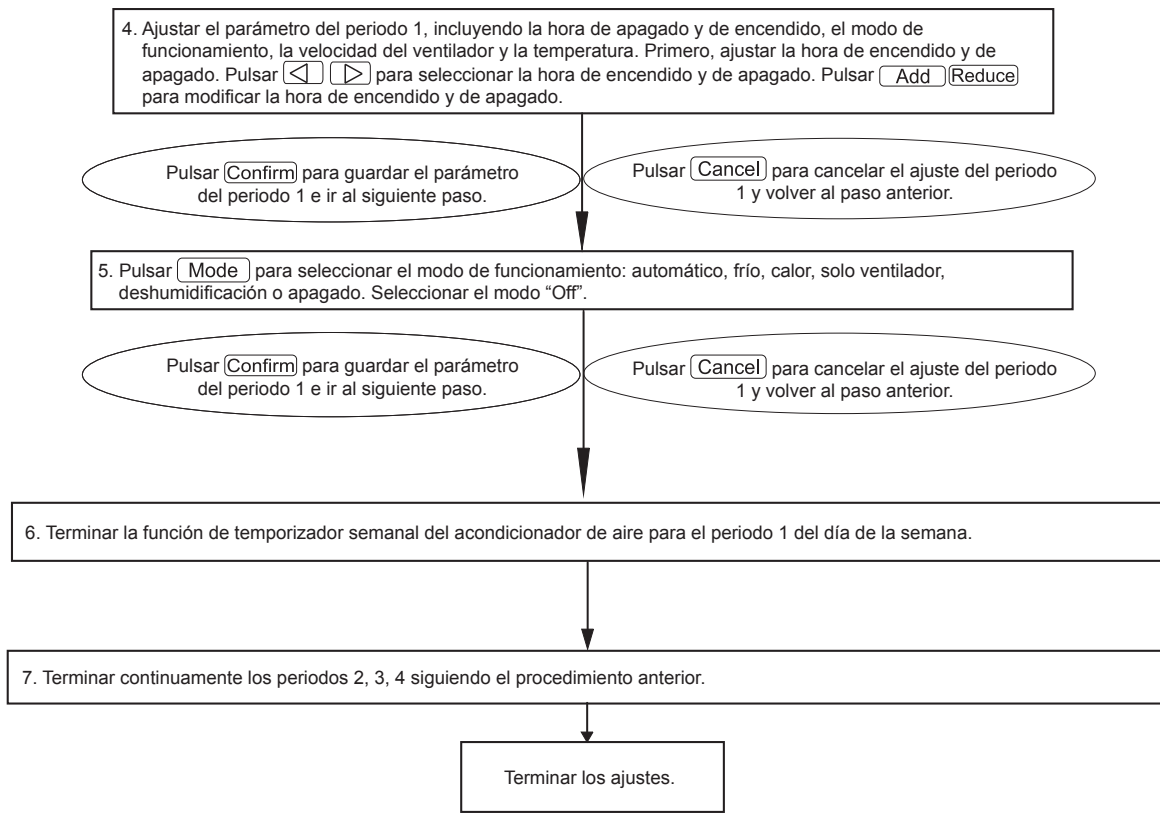 4. Ajustar el parámetro del periodo 1, incluyendo la hora de apagado y de encendido, el modo de
funcionamiento, la velocidad del ventilador y la temperatura. Primero, ajustar la hora de encendido y de
apagado. Pulsar para seleccionar la hora de encendido y de apagado. Pulsar Add Reduce
para modificar la hora de encendido y de apagado.
Pulsar Confirm para guardar el parámetro
del periodo 1 e ir al siguiente paso.
Pulsar Cancel para cancelar el ajuste del periodo
1 y volver al paso anterior.
5. Pulsar Mode para seleccionar el modo de funcionamiento: automático, frío, calor, solo ventilador,
deshumidificación o apagado. Seleccionar el modo “Off”.
Pulsar Confirm para guardar el parámetro
del periodo 1 e ir al siguiente paso.
Pulsar Cancel para cancelar el ajuste del periodo
1 y volver al paso anterior.
6. Terminar la función de temporizador semanal del acondicionador de aire para el periodo 1 del día de la semana.
7. Terminar continuamente los periodos 2, 3, 4 siguiendo el procedimiento anterior.
Terminar los ajustes.